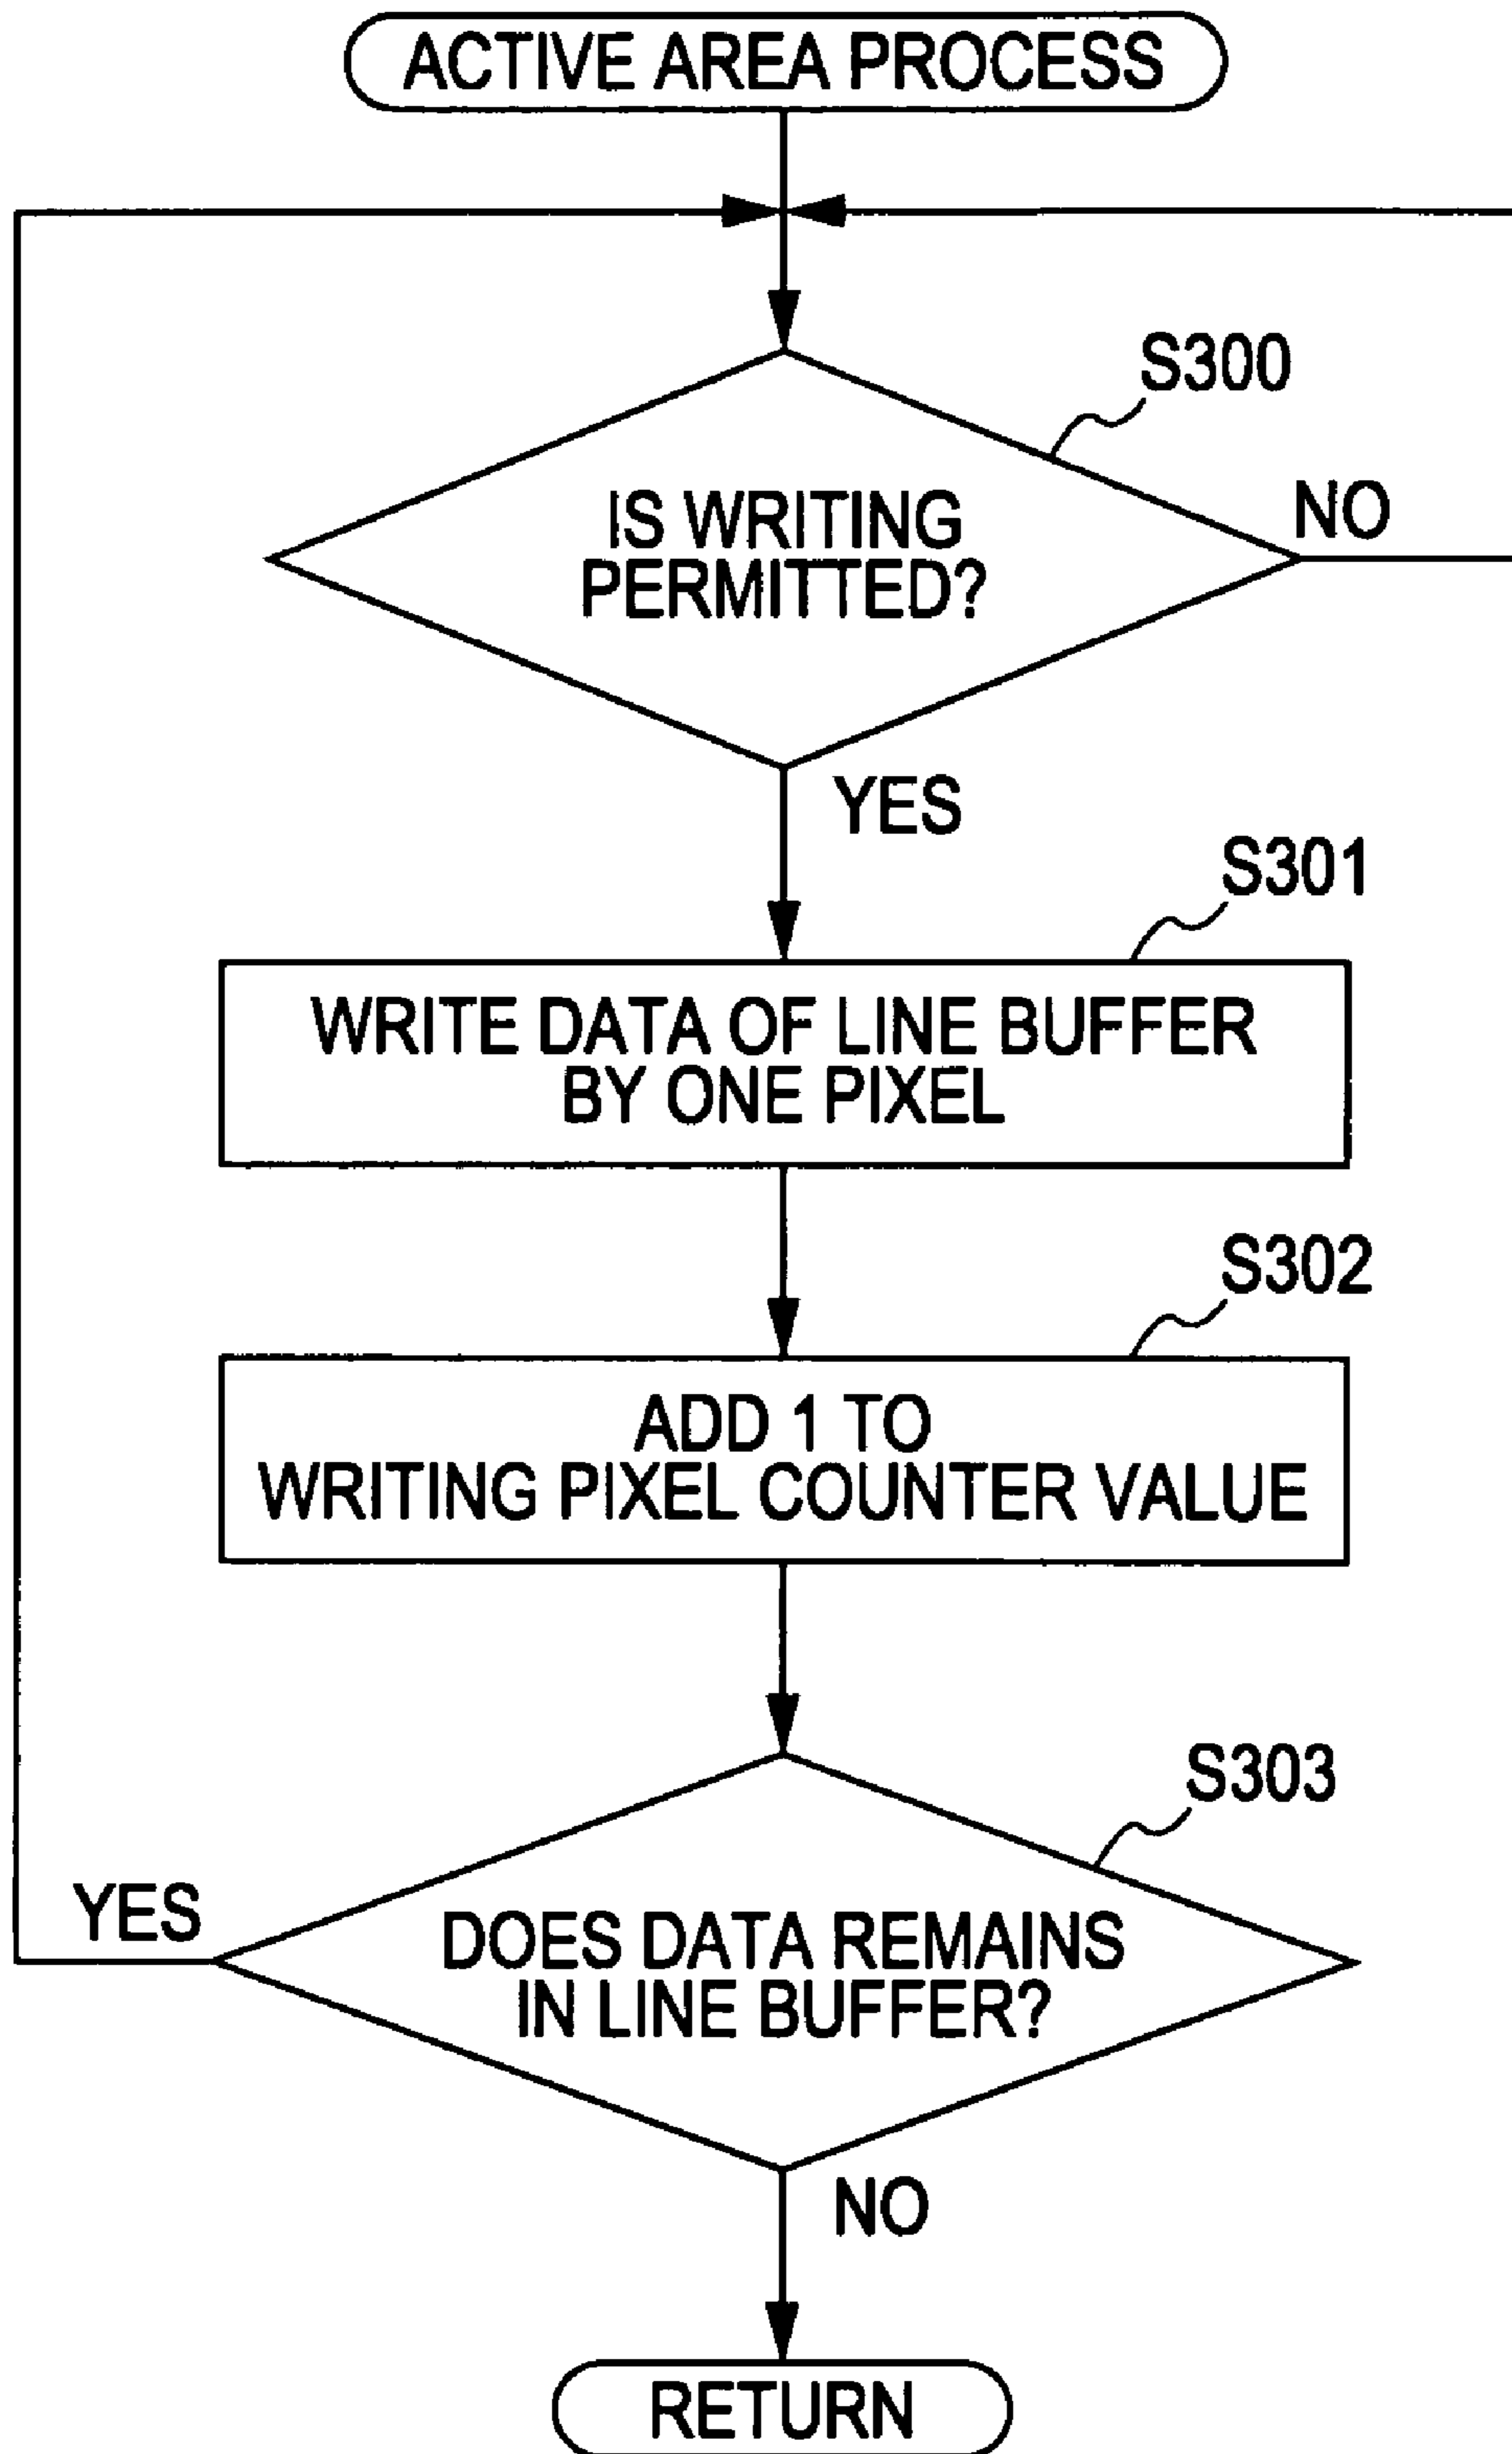 ACTIVE AREA PROCESS
S300
IS WRITING
PERMITTED?
NO
YES
S301
WRITE DATA OF LINE BUFFER
BY ONE PIXEL
S302
ADD 1 TO
WRITING PIXEL COUNTER VALUE
S303
YES
DOES DATA REMAINS
IN LINE BUFFER?
NO
RETURN